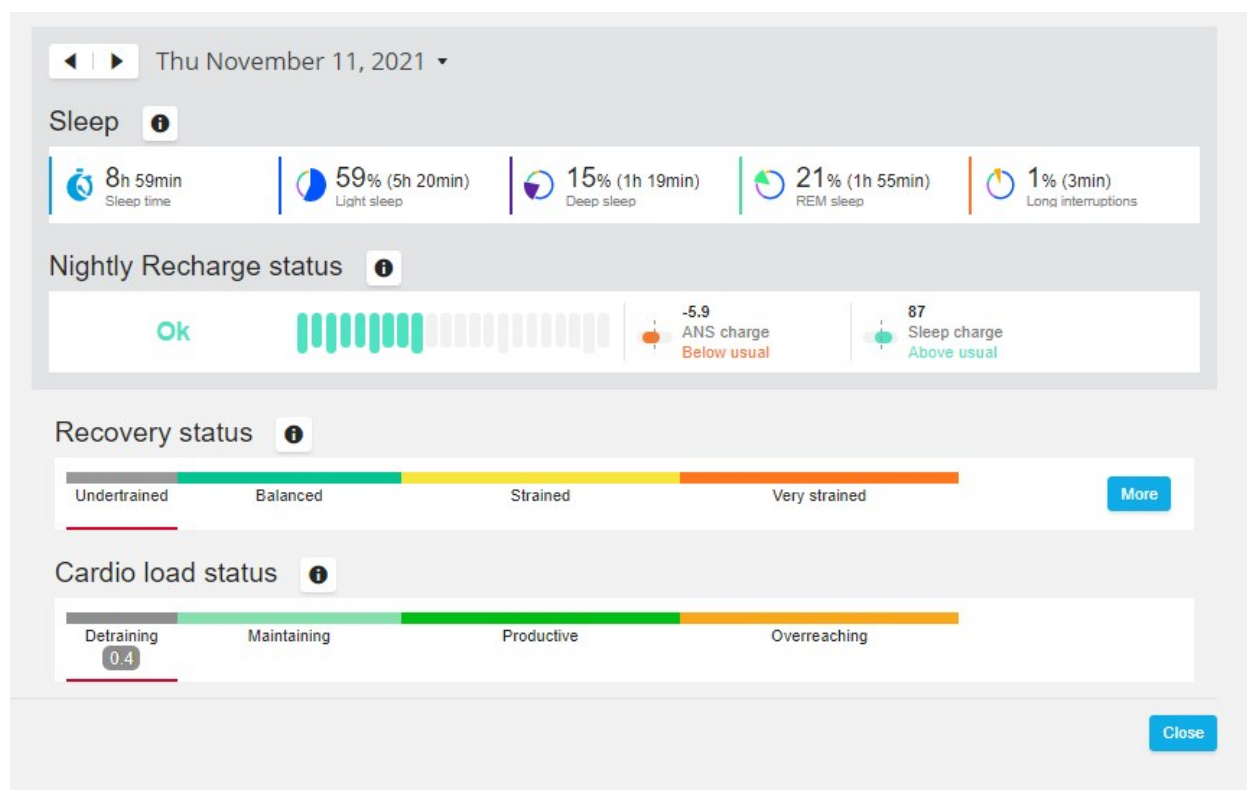 Thu November 11, 2021
Sleep
8h 59min
Sleep time
59% (5h 20min)
Light sleep
15% (1h 19min)
Deep sleep
21% (1h 55min)
REM sleep
1% (3min)
Long interruptions
Nightly Recharge status
Ok
-5.9
ANS charge
Below usual
87
Sleep charge
Above usual
Recovery status
Undertrained
Balanced
Strained
Very strained
More
Cardio load status
Detraining
0.4
Maintaining
Productive
Overreaching
Close